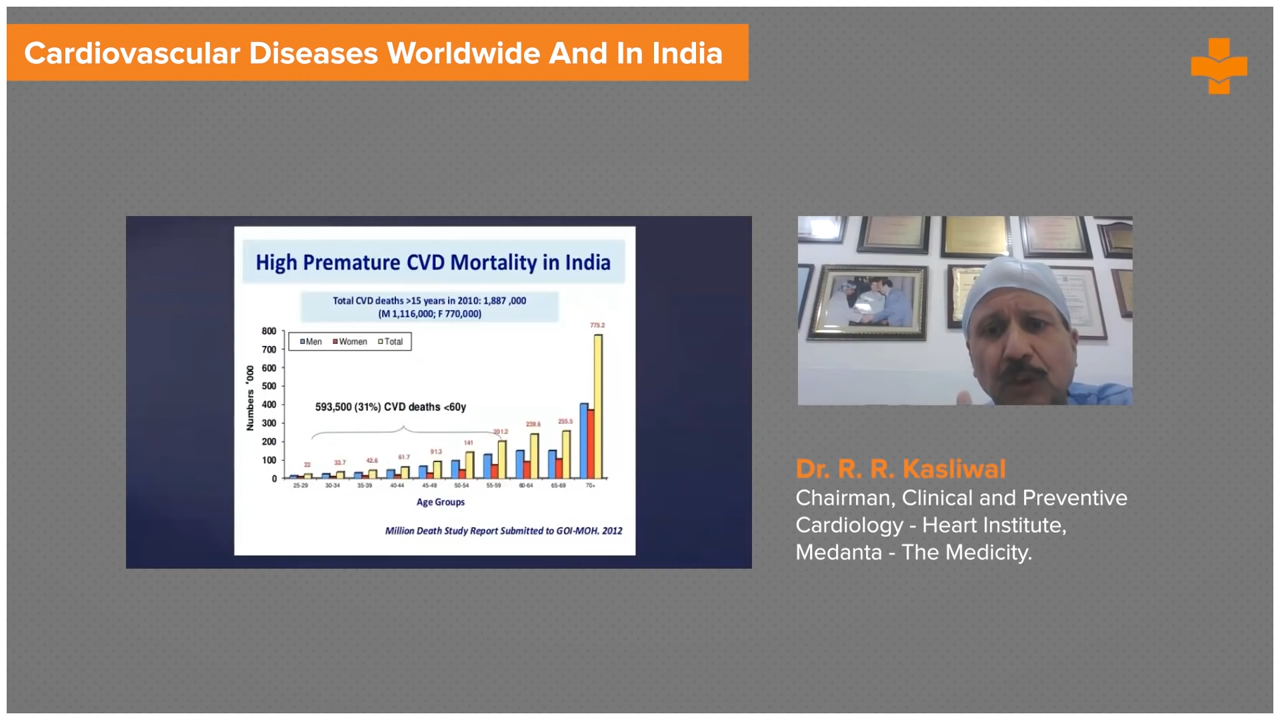 Cardiovascular Diseases Worldwide And In India
High Premature CVD Mortality in India
Total CVD deaths >15 years in 2010: 1,887 ,000
(M 1,116,000; F 770,000)
Men Women Total
Numbers '000
800
700
600
500
400
300
200
100
0
593,500 (31%) CVD deaths <60y
22 33.7 42.6 61.7 91.3 141 201.2 239.6 255.5 775.2
25-29 30-34 35-39 40-44 45-49 50-54 55-59 60-64 65-69 70+
Age Groups
Million Death Study Report Submitted to GOI-MOH. 2012
Dr. R. R. Kasliwal
Chairman, Clinical and Preventive
Cardiology - Heart Institute,
Medanta - The Medicity.